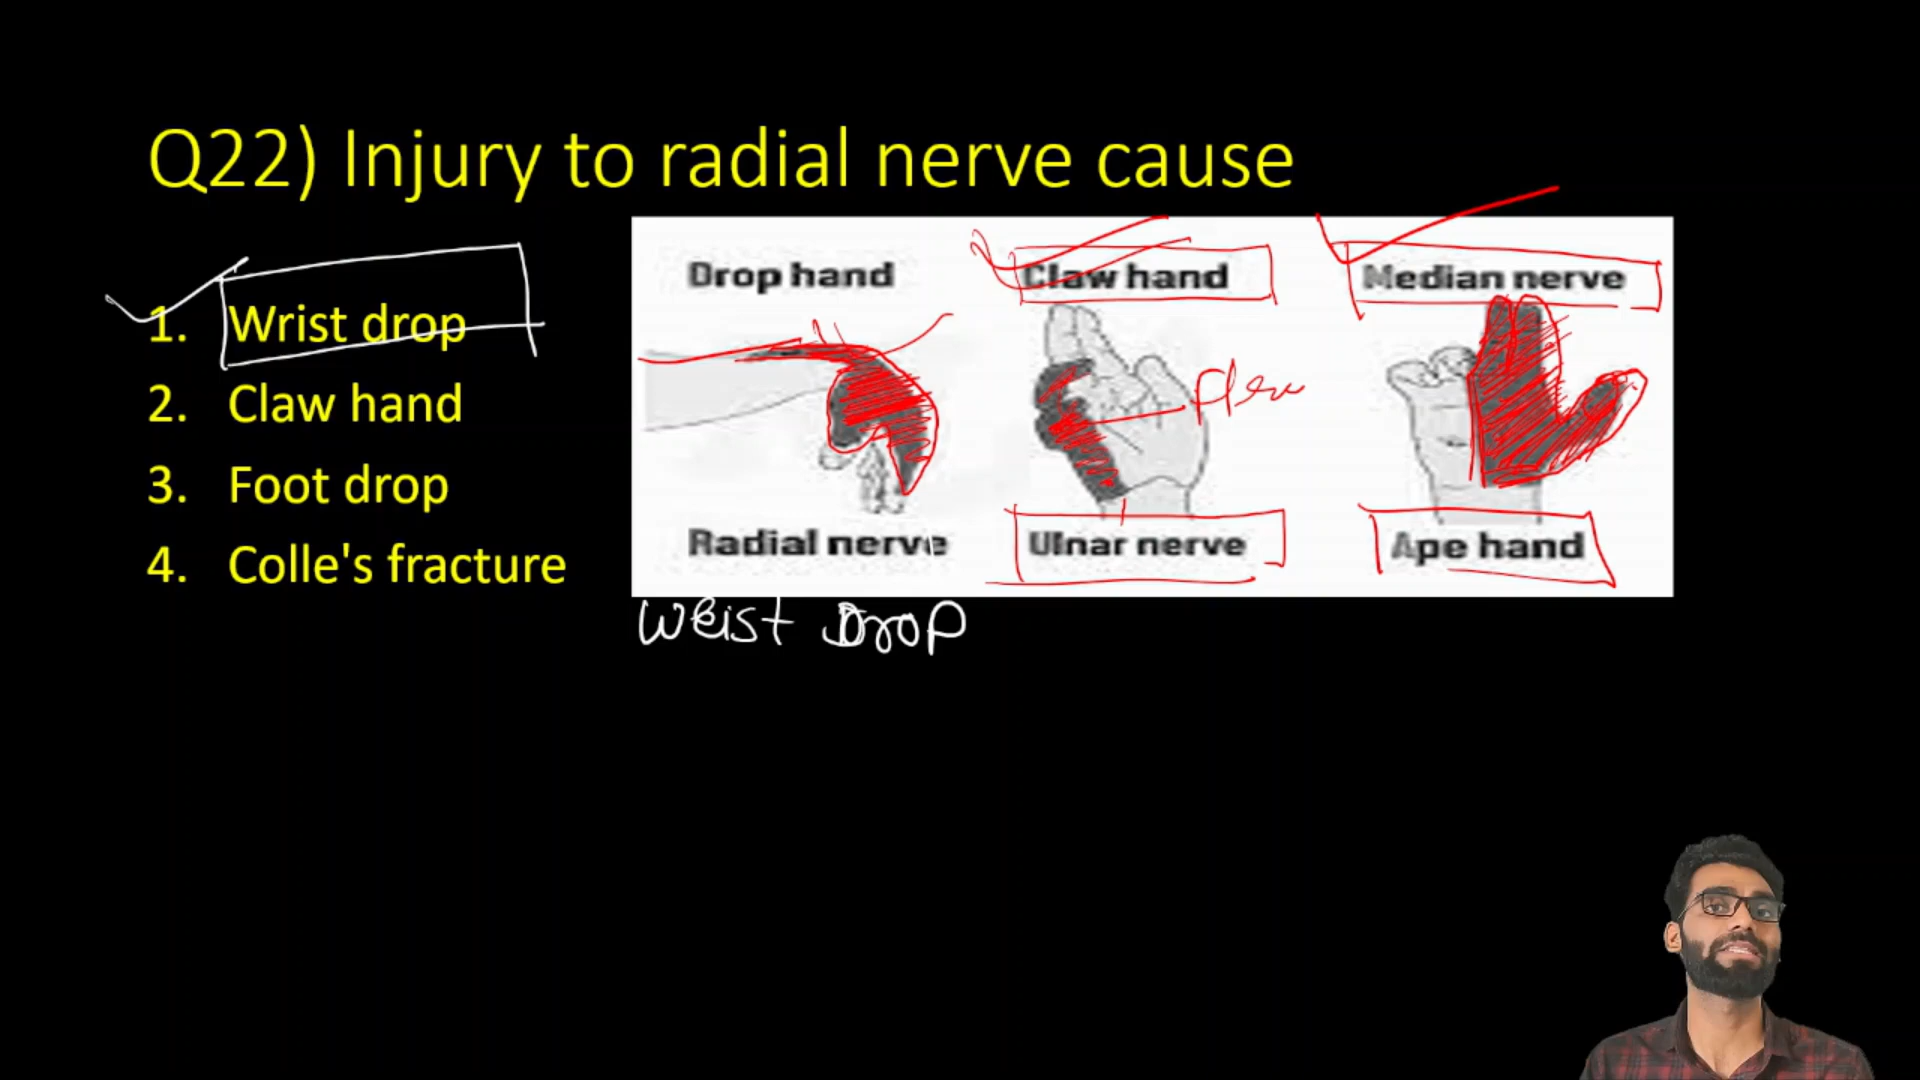 Q22) Injury to radial nerve cause
1. Wrist drop
2. Claw hand
3. Foot drop
4. Colle's fracture
Drop hand Claw hand Median nerve
Flex
Radial nerve Ulnar nerve Ape hand
Wrist Drop